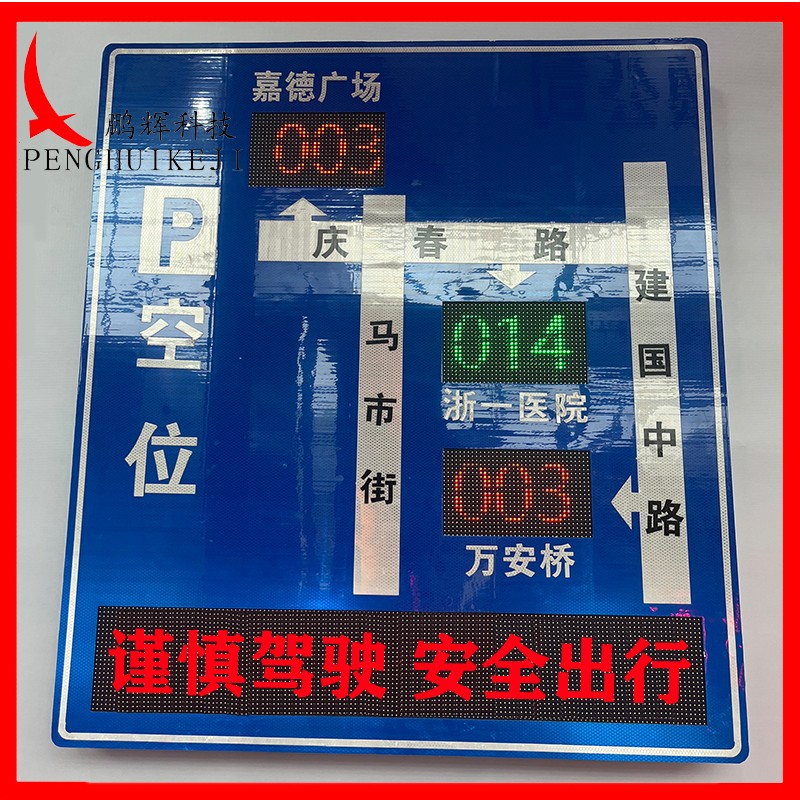 鹏辉科技
PENGHUIKEJI
嘉德广场
003
P
空
位
庆春路
马市街
建国中路
014
浙一医院
003
万安桥
谨慎驾驶 安全出行